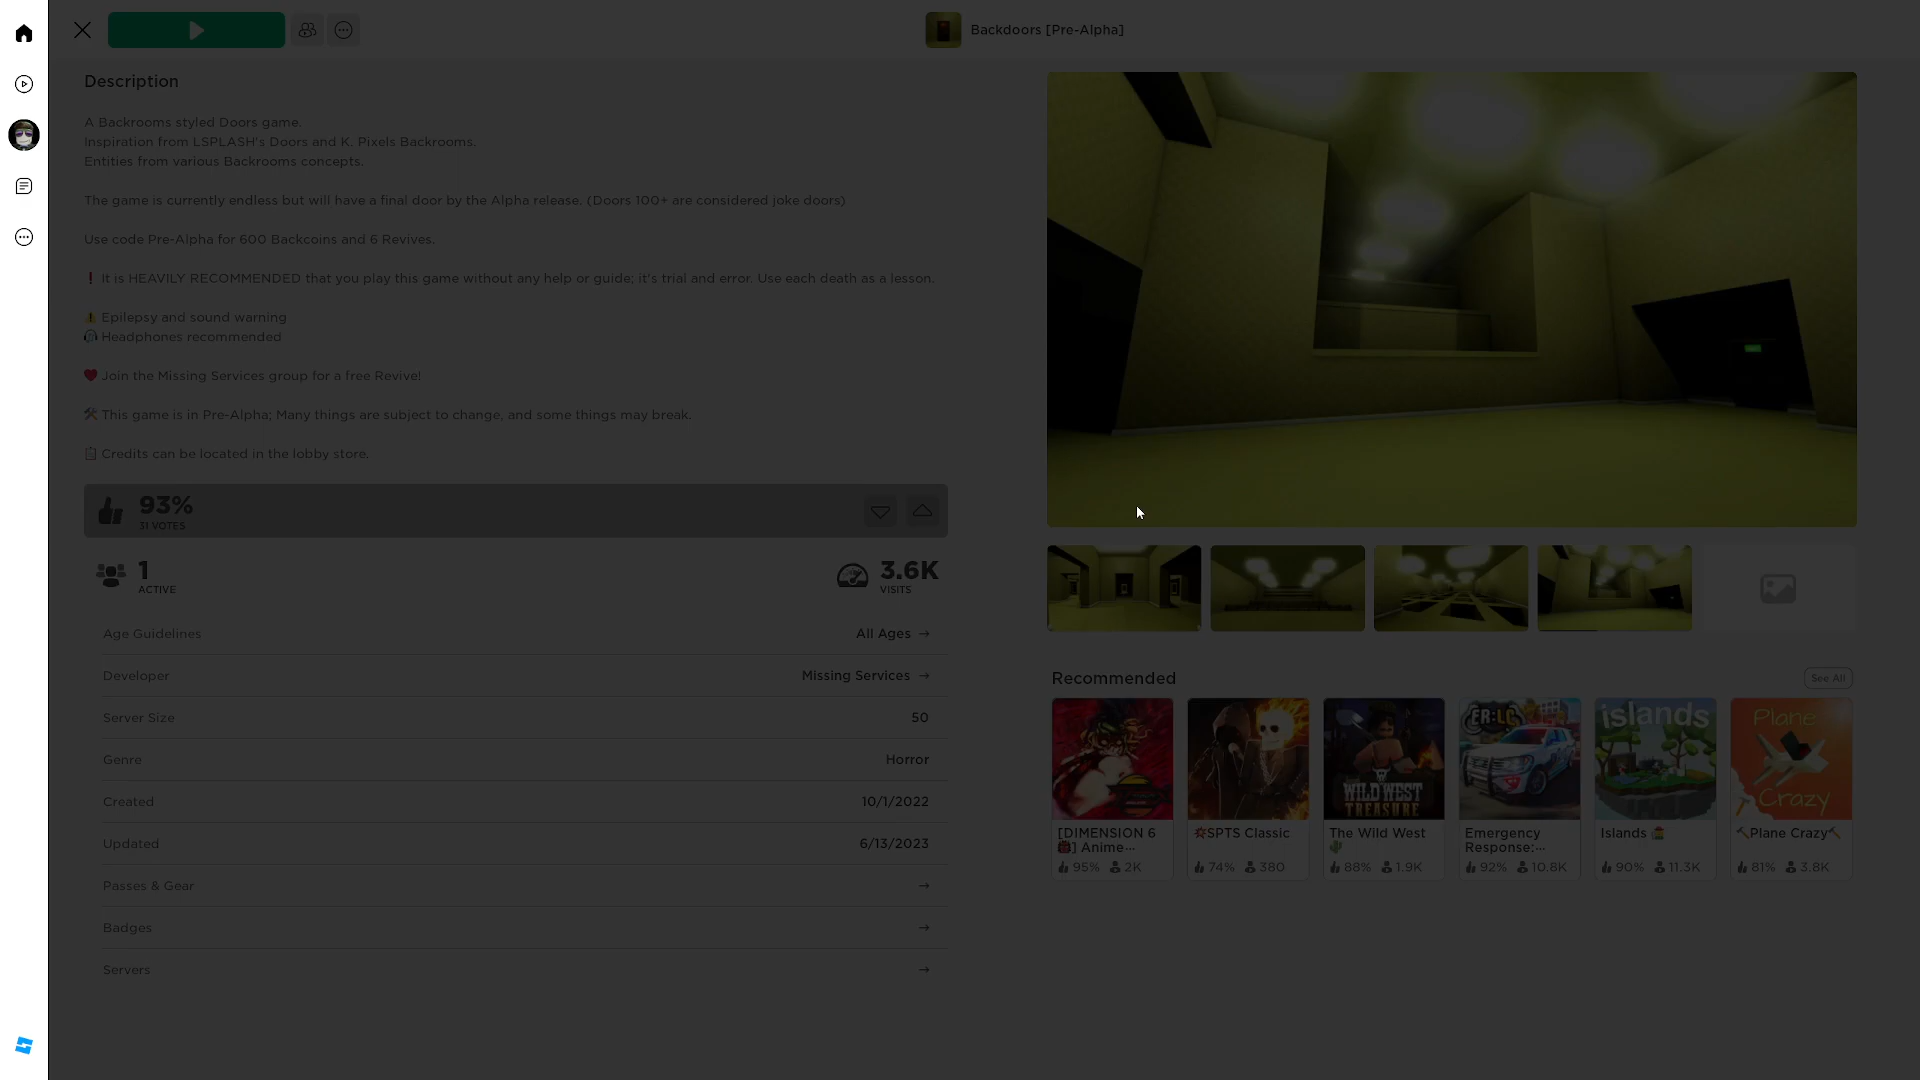 Backdoors [Pre-Alpha]
Description
A Backrooms styled Doors game.
Inspiration from LSPLASH's Doors and K. Pixels Backrooms.
Entities from various Backrooms concepts.
The game is currently endless but will have a final door by the Alpha release. (Doors 100+ are considered joke doors)
Use code Pre-Alpha for 600 Backcoins and 6 Revives.
❗ It is HEAVILY RECOMMENDED that you play this game without any help or guide; it's trial and error. Use each death as a lesson.
⚠️ Epilepsy and sound warning
🎧 Headphones recommended
❤️ Join the Missing Services group for a free Revive!
🛠️ This game is in Pre-Alpha; Many things are subject to change, and some things may break.
📋 Credits can be located in the lobby store.
93%
31 VOTES
1
ACTIVE
3.6K
VISITS
Age Guidelines All Ages →
Developer Missing Services →
Server Size 50
Genre Horror
Created 10/1/2022
Updated 6/13/2023
Passes & Gear →
Badges →
Servers →
Recommended See All
WILD WEST
TREASURE
ER:LC
islands
Plane
Crazy
[DIMENSION 6
👹] Anime...
95% 2K
💥SPTS Classic
74% 380
The Wild West
🌵
88% 1.9K
Emergency
Response:...
92% 10.8K
Islands
90% 11.3K
🔨Plane Crazy🔨
81% 3.8K